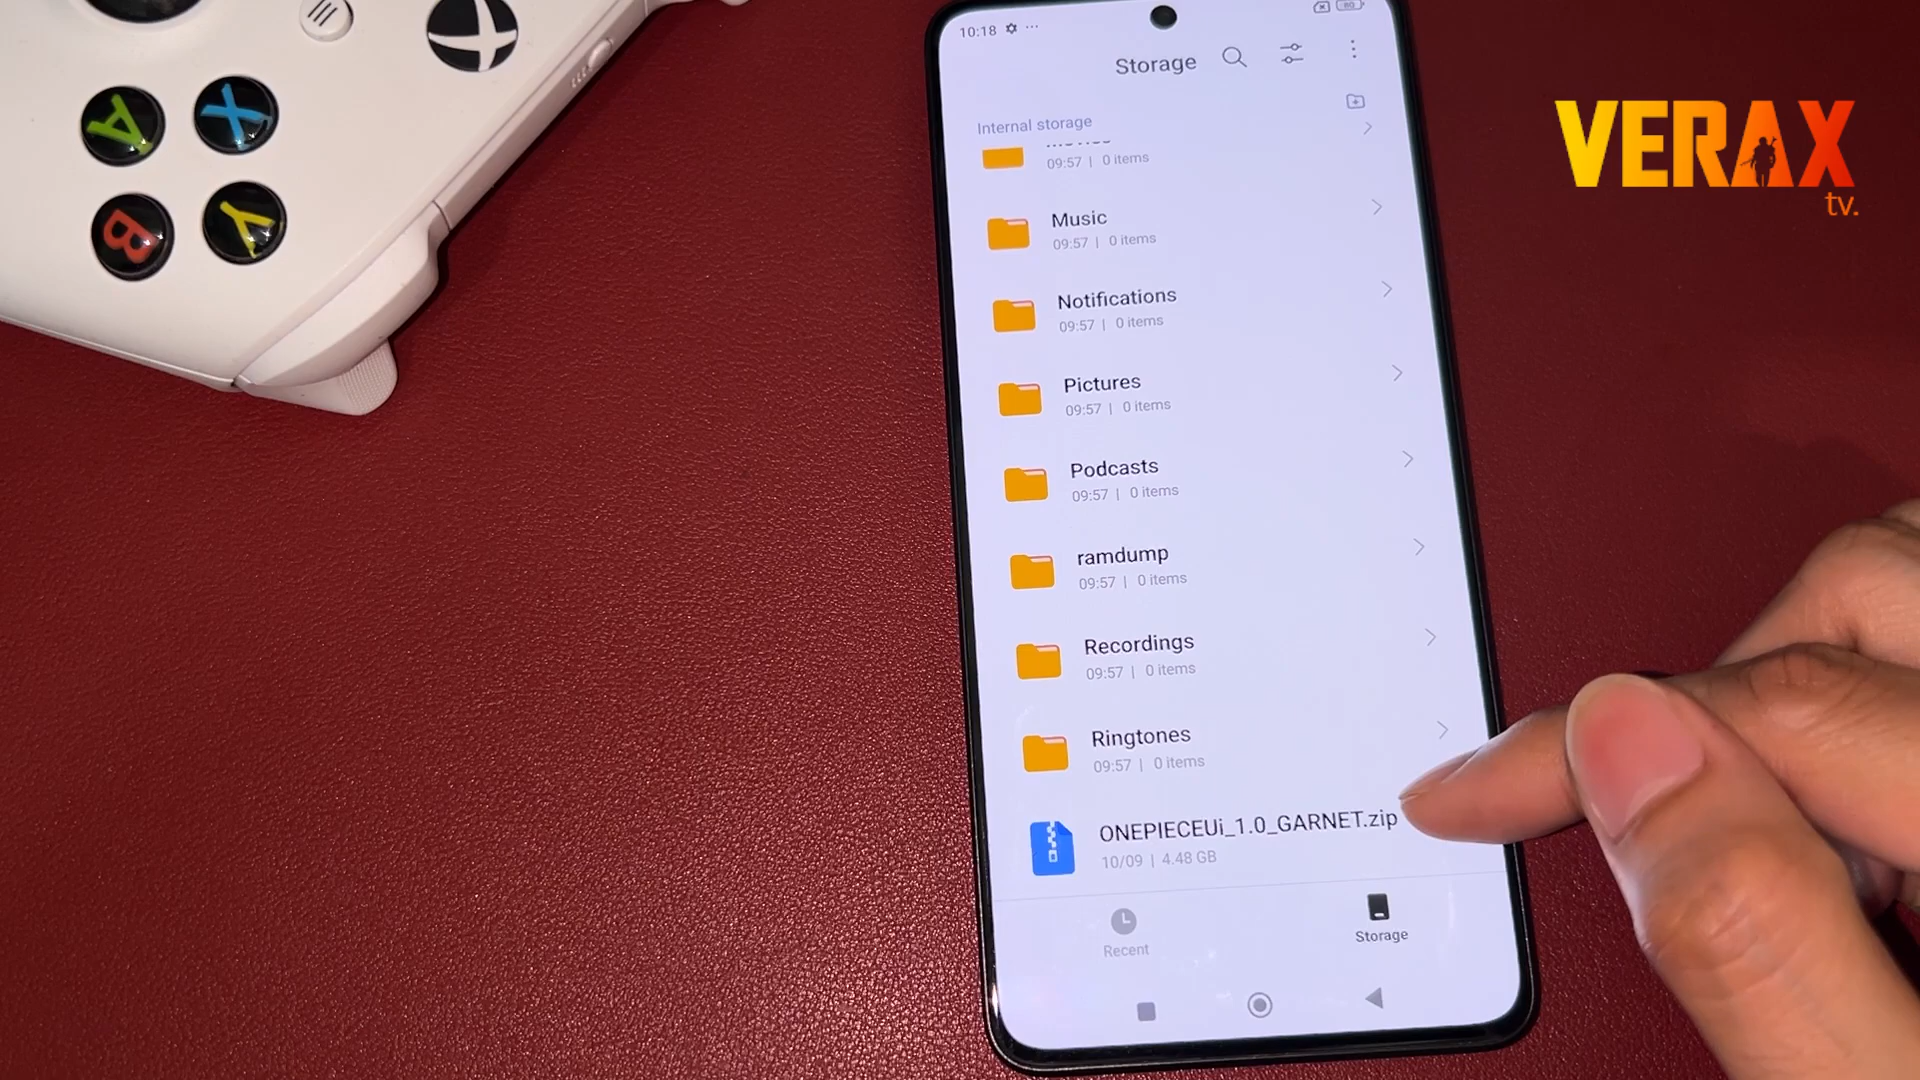 10:18
80
Storage
Internal storage
09:57 | 0 items
Music
09:57 | 0 items
Notifications
09:57 | 0 items
Pictures
09:57 | 0 items
Podcasts
09:57 | 0 items
ramdump
09:57 | 0 items
Recordings
09:57 | 0 items
Ringtones
09:57 | 0 items
ONEPIECEUi_1.0_GARNET.zip
10/09 | 4.48 GB
Recent
Storage
A
X
B
Y
VERAX
tv.